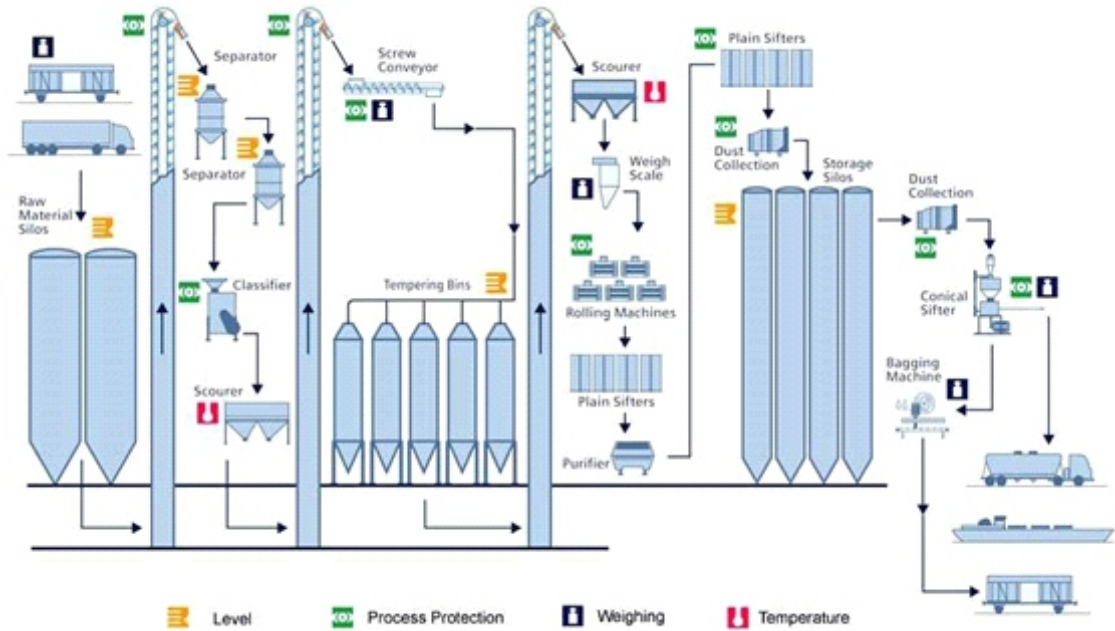 Separator
Screw
Conveyor
Scourer
Plain Sifters
Separator
Raw
Material
Silos
Weigh
Scale
Dust
Collection
Storage
Silos
Dust
Collection
Classifier
Tempering Bins
Rolling Machines
Conical
Sifter
Scourer
Plain Sifters
Bagging
Machine
Purifier
Level
Process Protection
Weighing
Temperature